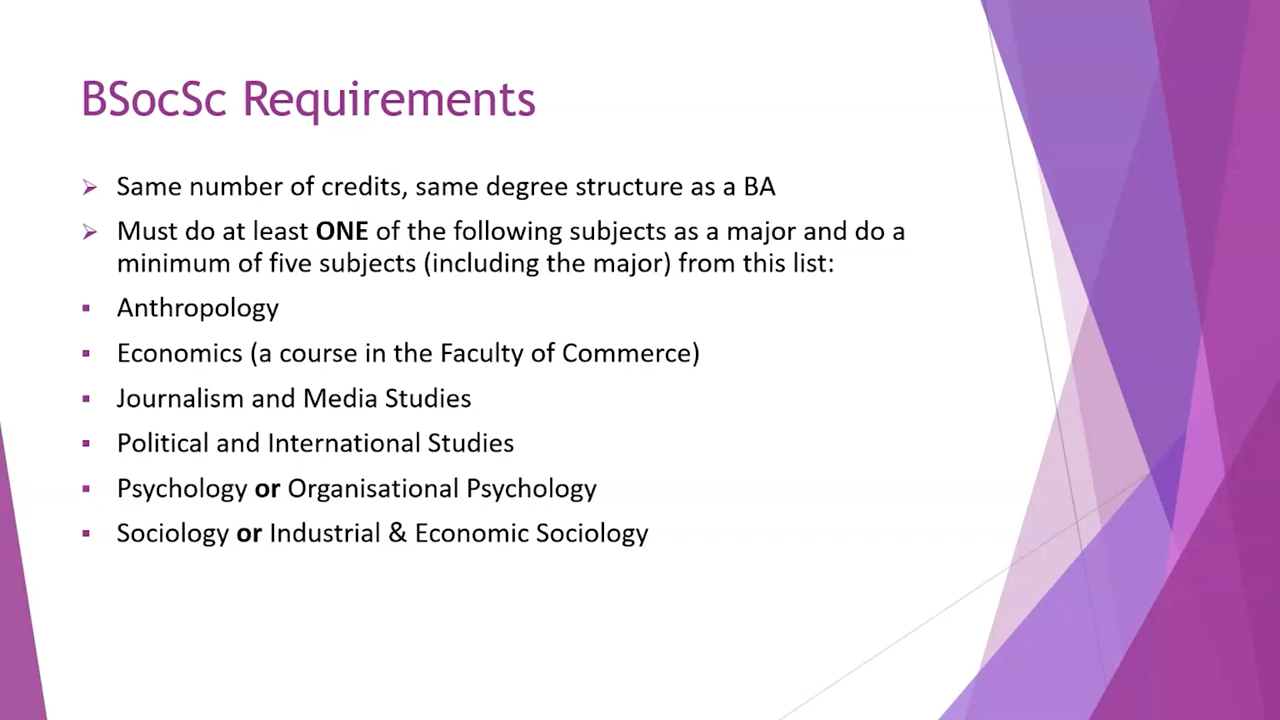 BSocSc Requirements
Same number of credits, same degree structure as a BA
Must do at least ONE of the following subjects as a major and do a
minimum of five subjects (including the major) from this list:
Anthropology
Economics (a course in the Faculty of Commerce)
Journalism and Media Studies
Political and International Studies
Psychology or Organisational Psychology
Sociology or Industrial & Economic Sociology